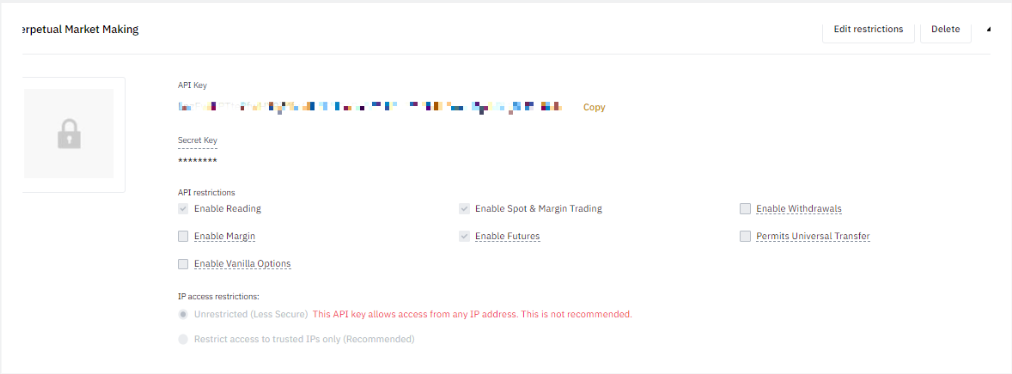 erpetual Market Making
Edit restrictions Delete
API Key
Copy
Secret Key
********
API restrictions
Enable Reading Enable Spot & Margin Trading Enable Withdrawals
Enable Margin Enable Futures Permits Universal Transfer
Enable Vanilla Options
IP access restrictions:
Unrestricted (Less Secure) This API key allows access from any IP address. This is not recommended.
Restrict access to trusted IPs only (Recommended)